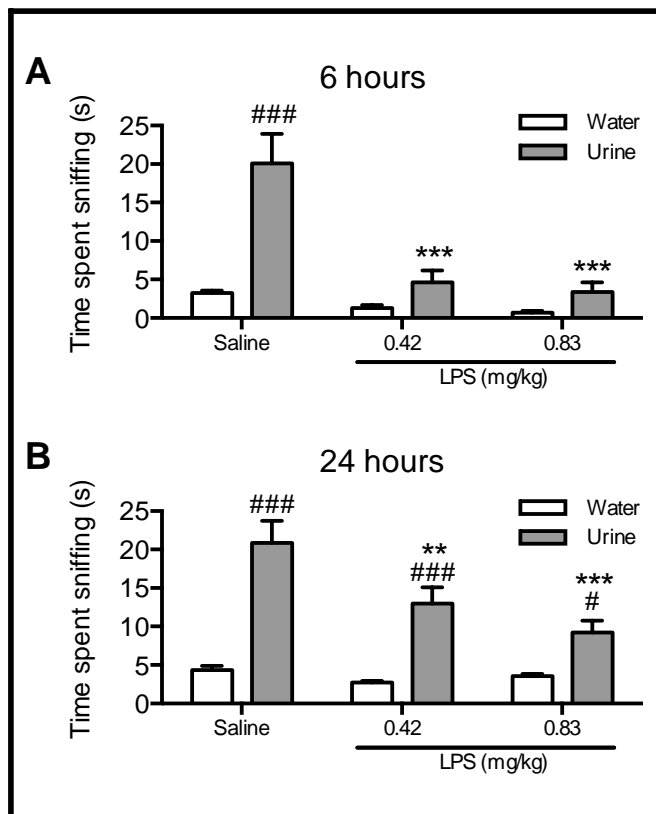 A
6 hours
Time spent sniffing (s)
25
20
15
10
5
0
###
***
***
Water
Urine
Saline
0.42
0.83
LPS (mg/kg)
B
24 hours
Time spent sniffing (s)
25
20
15
10
5
0
###
**
###
***
#
Water
Urine
Saline
0.42
0.83
LPS (mg/kg)